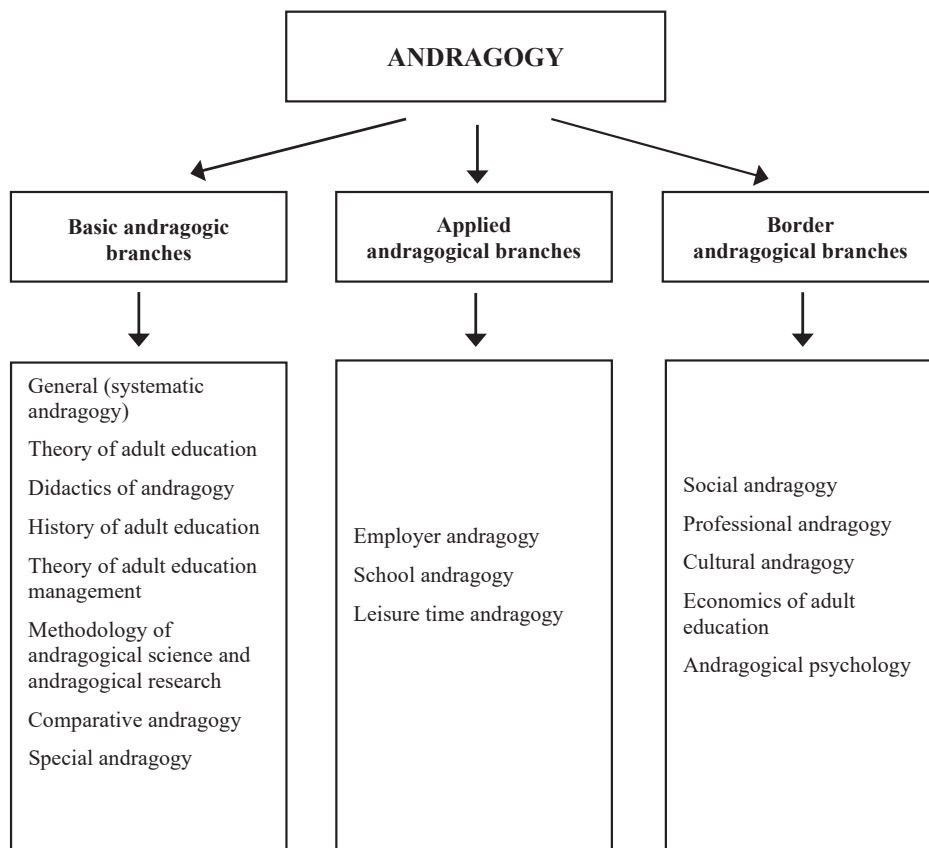 ANDRAGOGY
Basic andragogic
branches
Applied
andragogical branches
Border
andragogical branches
General (systematic
andragogy)
Theory of adult education
Didactics of andragogy
History of adult education
Theory of adult education
management
Methodology of
andragogical science and
andragogical research
Comparative andragogy
Special andragogy
Employer andragogy
School andragogy
Leisure time andragogy
Social andragogy
Professional andragogy
Cultural andragogy
Economics of adult
education
Andragogical psychology